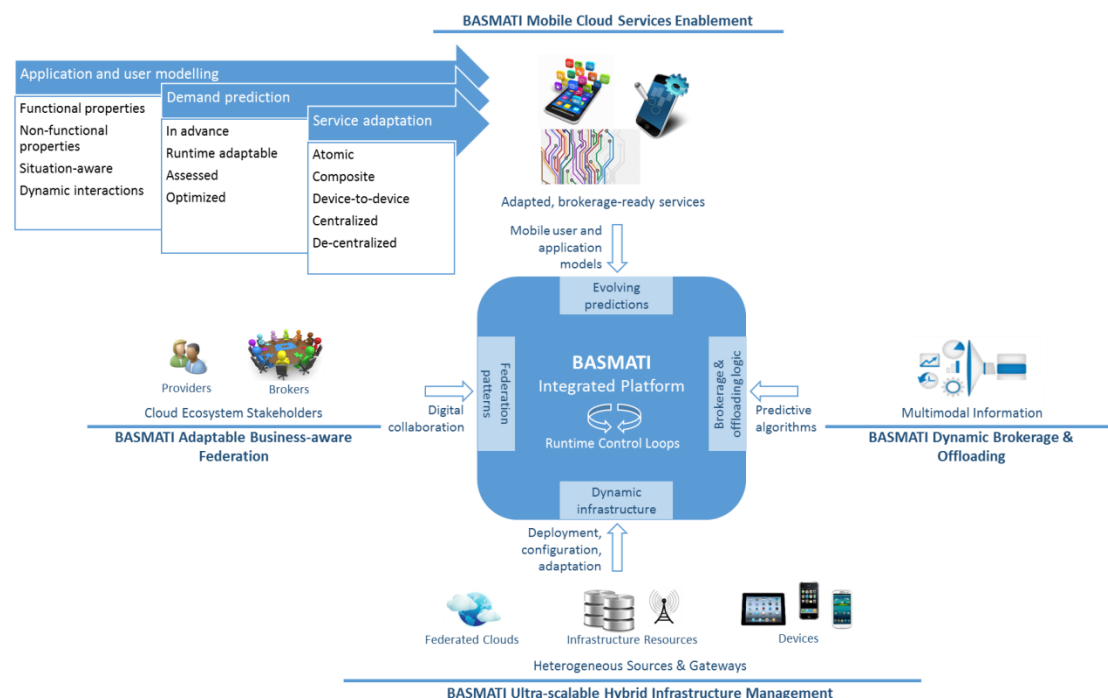 BASMATI Mobile Cloud Services Enablement
Application and user modelling
Functional properties
Non-functional
properties
Situation-aware
Dynamic interactions
Demand prediction
In advance
Runtime adaptable
Assessed
Optimized
Service adaptation
Atomic
Composite
Device-to-device
Centralized
De-centralized
Adapted, brokerage-ready services
Mobile user and
application
models
Evolving
predictions
Providers
Brokers
Cloud Ecosystem Stakeholders
BASMATI Adaptable Business-aware
Federation
Digital
collaboration
Federation
patterns
BASMATI
Integrated Platform
Runtime Control Loops
Brokerage &
offloading logic
Predictive
algorithms
Multimodal Information
BASMATI Dynamic Brokerage &
Offloading
Dynamic
infrastructure
Deployment,
configuration,
adaptation
Federated Clouds
Infrastructure Resources
Devices
Heterogeneous Sources & Gateways
BASMATI Ultra-scalable Hybrid Infrastructure Management